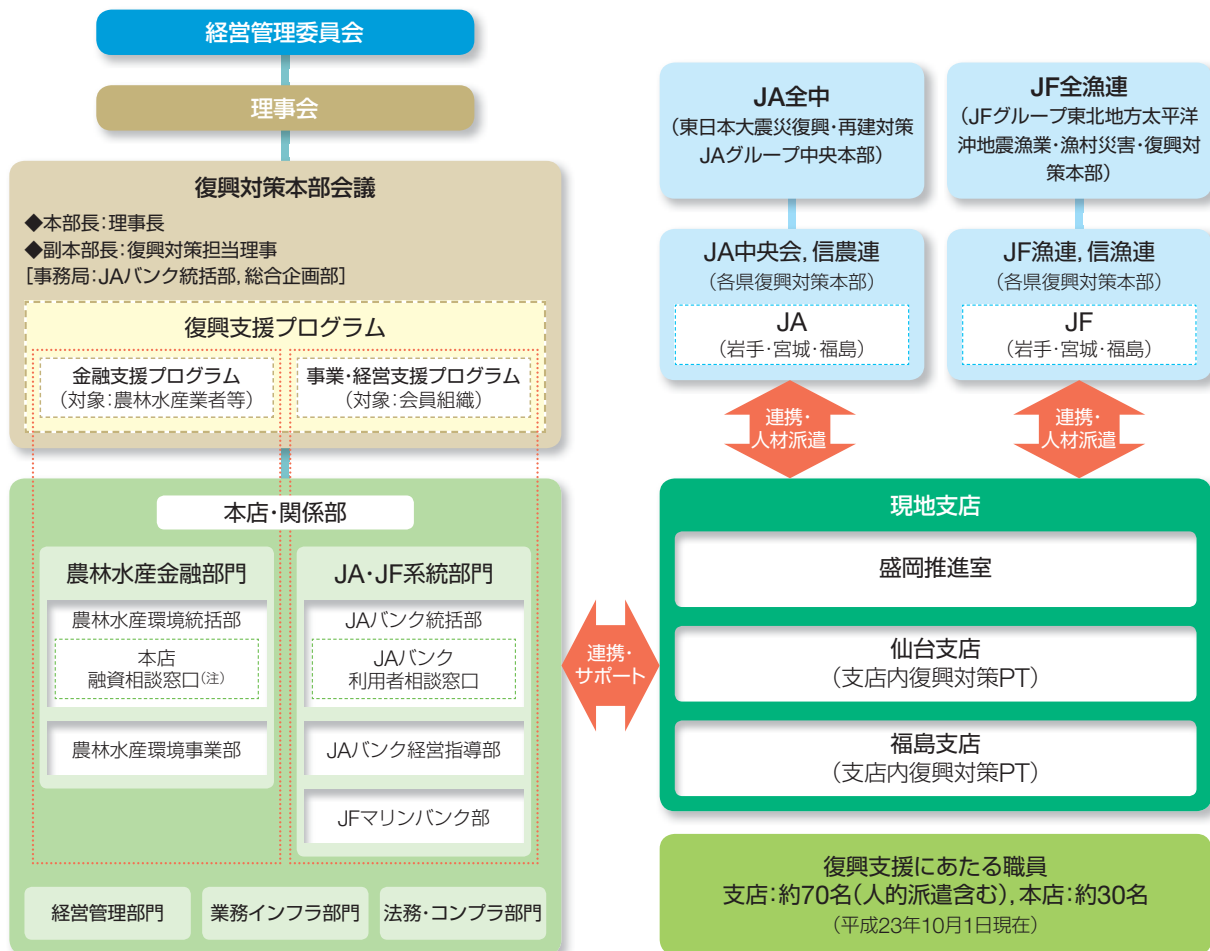 経営管理委員会
理事会
復興対策本部会議
◆本部長：理事長
◆副本部長：復興対策担当理事
［事務局：JAバンク統括部，総合企画部］
復興支援プログラム
金融支援プログラム
（対象：農林水産業者等）
事業・経営支援プログラム
（対象：会員組織）
本店・関係部
農林水産金融部門
農林水産環境統括部
本店
融資相談窓口(注)
農林水産環境事業部
JA・JF系統部門
JAバンク統括部
JAバンク
利用者相談窓口
JAバンク経営指導部
JFマリンバンク部
経営管理部門
業務インフラ部門
法務・コンプラ部門
連携・
サポート
JA全中
（東日本大震災復興・再建対策
JAグループ中央本部）
JA中央会，信農連
（各県復興対策本部）
JA
（岩手・宮城・福島）
連携・
人材派遣
JF全漁連
（JFグループ東北地方太平洋
沖地震漁業・漁村災害・復興対
策本部）
JF漁連，信漁連
（各県復興対策本部）
JF
（岩手・宮城・福島）
連携・
人材派遣
現地支店
盛岡推進室
仙台支店
（支店内復興対策PT）
福島支店
（支店内復興対策PT）
復興支援にあたる職員
支店：約70名（人的派遣含む），本店：約30名
（平成23年10月1日現在）